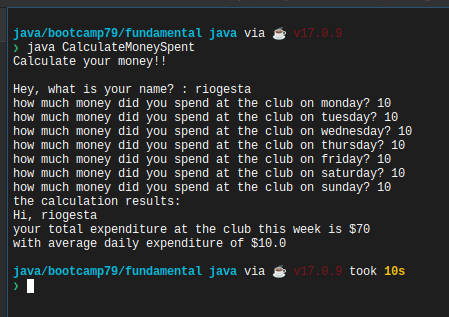 java/bootcamp79/fundamental java via ☕ v17.0.9
❯ java CalculateMoneySpent
Calculate your money!!
Hey, what is your name? : riogesta
how much money did you spend at the club on monday? 10
how much money did you spend at the club on tuesday? 10
how much money did you spend at the club on wednesday? 10
how much money did you spend at the club on thursday? 10
how much money did you spend at the club on friday? 10
how much money did you spend at the club on saturday? 10
how much money did you spend at the club on sunday? 10
the calculation results:
Hi, riogesta
your total expenditure at the club this week is $70
with average daily expenditure of $10.0
java/bootcamp79/fundamental java via ☕ v17.0.9 took 10s
❯